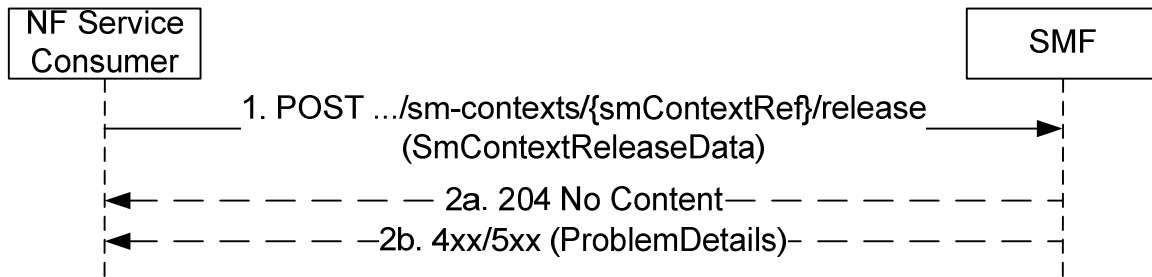 NF Service
Consumer
SMF
1. POST .../sm-contexts/{smContextRef}/release
(SmContextReleaseData)
2a. 204 No Content
2b. 4xx/5xx (ProblemDetails)